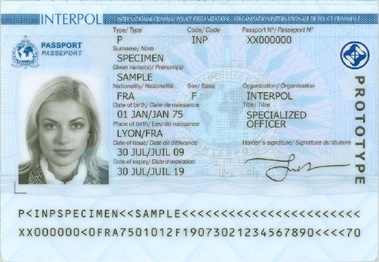 INTERPOL
INTERNATIONAL CRIMINAL POLICE ORGANIZATION / ORGANISATION INTERNATIONALE DE POLICE CRIMINELLE
PASSPORT
PASSEPORT
Type/Type
Code/Code
Passport N°/Passeport N°
P
INP
XX000000
Surname/Nom
SPECIMEN
Given name(s)/Prénom(s)
SAMPLE
Nationality/Nationalité
Sex
Organisation/Organisation
FRA
F
INTERPOL
Date of birth/Date de naissance
Title/Titre
01 JAN/JAN 75
SPECIALIZED
OFFICER
Place of birth/Lieu de naissance
LYON/FRA
Date of issue/Date de délivrance
Holder's signature/Signature du titulaire
30 JUL/JUIL 09
Date of expiry/Date d'expiration
30 JUL/JUIL 19
PROTOTYPE
P<INPSPECIMEN<<SAMPLE<<<<<<<<<<<<<<<<<<<<<<<
XX000000<0FRA7501012F19073021234567890<<<<70